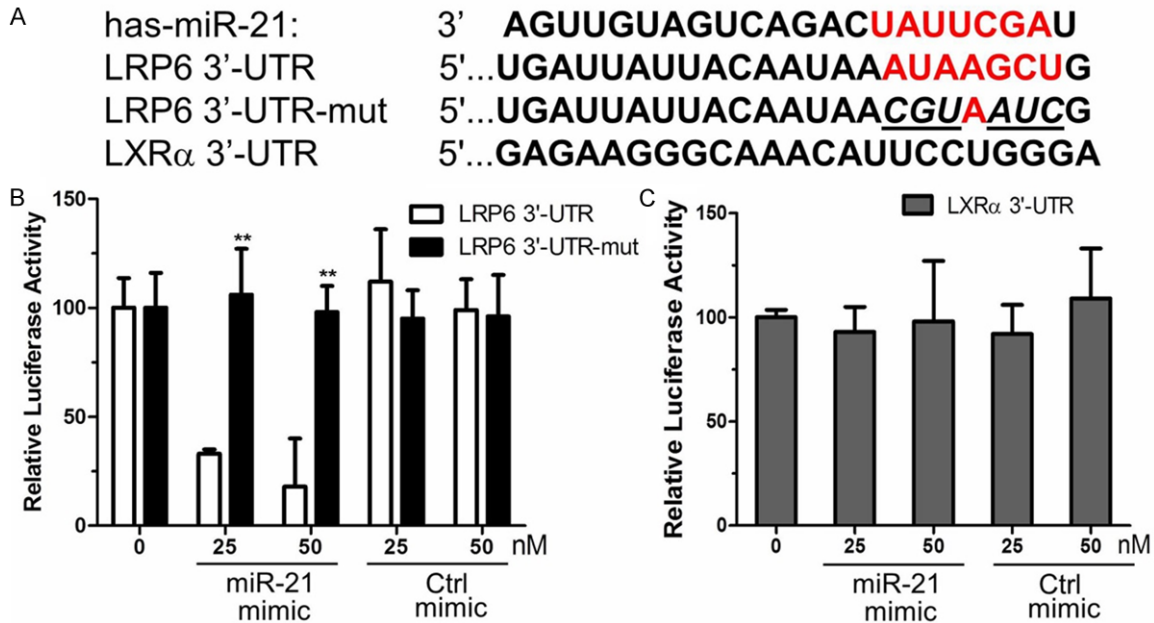 A
has-miR-21: 3' AGUUGUAGUCAGACUAUUCGAU
LRP6 3'-UTR 5'...UGAUUAUUACAAUAAAUAAGCUG
LRP6 3'-UTR-mut 5'...UGAUUAUUACAAUAACGUAAUCG
LXRα 3'-UTR 5'...GAGAAGGGCAAACAUUCCUGGGA
B
150
100
50
0
Relative Luciferase Activity
LRP6 3'-UTR
LRP6 3'-UTR-mut
** **
0 25 50 25 50 nM
miR-21 mimic
Ctrl mimic
C
150
100
50
0
Relative Luciferase Activity
LXRα 3'-UTR
0 25 50 25 50 nM
miR-21 mimic
Ctrl mimic